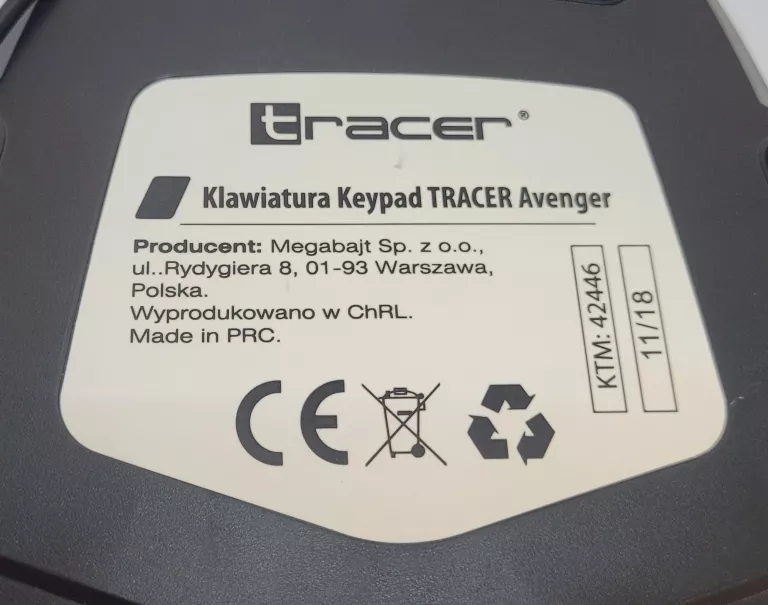 tracer®
Klawiatura Keypad TRACER Avenger
Producent: Megabajt Sp. z o.o.,
ul..Rydygiera 8, 01-93 Warszawa,
Polska.
Wyprodukowano w ChRL.
Made in PRC.
KTM: 42446
11/18
CE